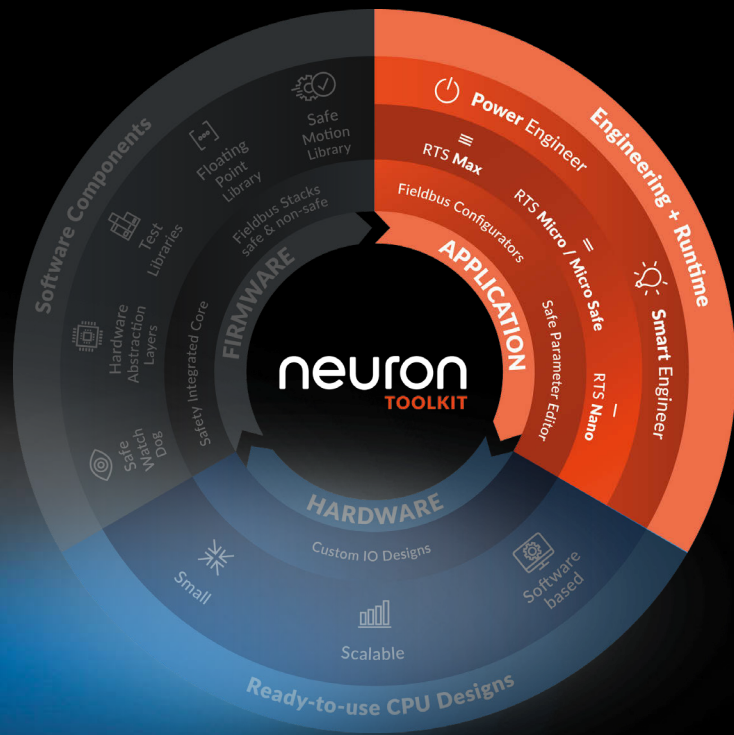 neuron
TOOLKIT
APPLICATION
Engineering + Runtime
Power Engineer
Smart Engineer
RTS Max
RTS Micro / Micro Safe
RTS Nano
Fieldbus Configurators
Safe Parameter Editor
HARDWARE
Custom IO Designs
Software
based
Scalable
Small
Ready-to-use CPU Designs
FIRMWARE
Safety Integrated Core
Fieldbus Stacks
safe & non-safe
Safe
Watch
Dog
Hardware
Abstraction
Layers
Test
Libraries
Floating
Point
Library
Safe
Motion
Library
Software Components